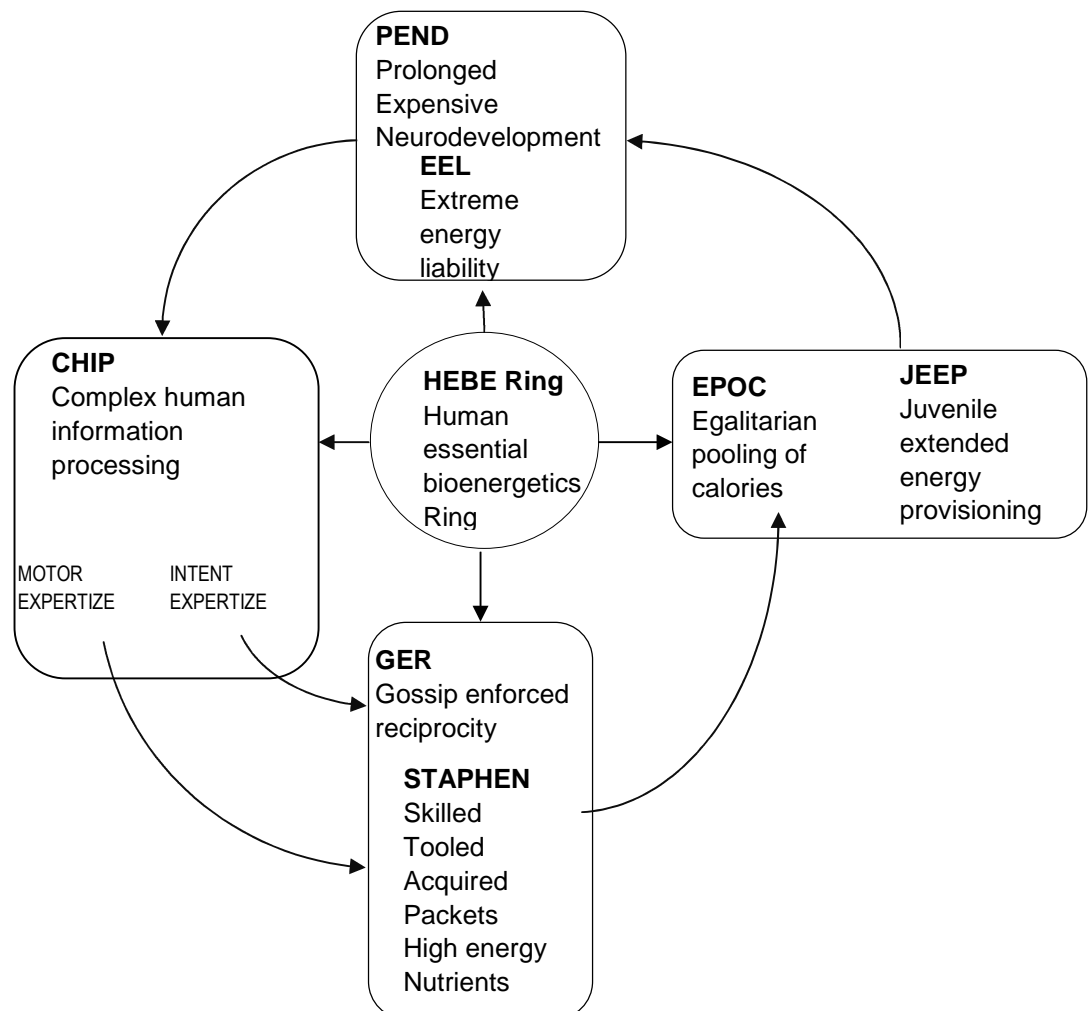 PEND
Prolonged
Expensive
Neurodevelopment
EEL
Extreme
energy
liability
CHIP
Complex human
information
processing
MOTOR
EXPERTIZE
INTENT
EXPERTIZE
HEBE Ring
Human
essential
bioenergetics
Ring
EPOC
Egalitarian
pooling of
calories
JEEP
Juvenile
extended
energy
provisioning
GER
Gossip enforced
reciprocity
STAPHEN
Skilled
Tooled
Acquired
Packets
High energy
Nutrients